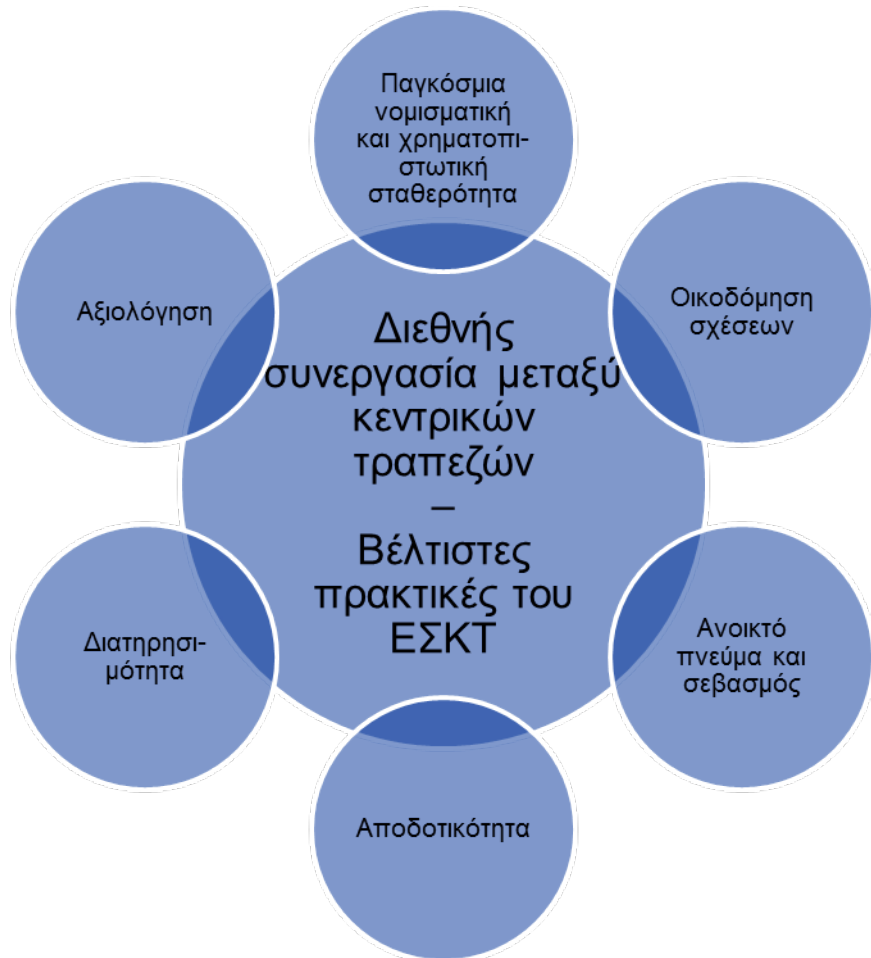 Παγκόσμια
νομισματική
και χρηματοπι-
στωτική
σταθερότητα
Οικοδόμηση
σχέσεων
Ανοικτό
πνεύμα και
σεβασμός
Αποδοτικότητα
Διατηρησι-
μότητα
Αξιολόγηση
Διεθνής
συνεργασία μεταξύ
κεντρικών
τραπεζών
–
Βέλτιστες
πρακτικές του
ΕΣΚΤ